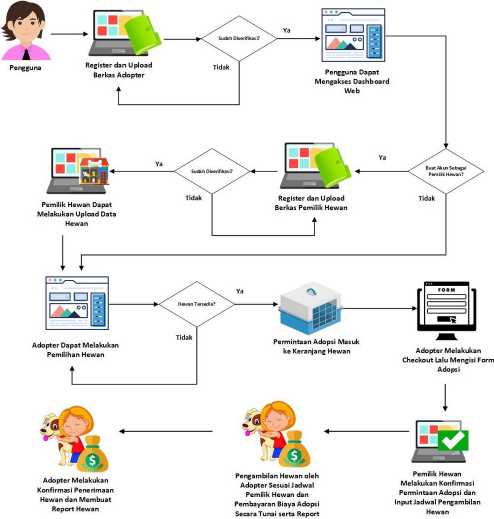 Pengguna
Register dan Upload
Berkas Adopter
Sudah Diverifikasi?
Ya
Tidak
Pengguna Dapat
Mengakses Dashboard
Web
Buat Akun Sebagai
Pemilik Hewan?
Ya
Tidak
Register dan Upload
Berkas Pemilik Hewan
Sudah Diverifikasi?
Ya
Tidak
Pemilik Hewan Dapat
Melakukan Upload Data
Hewan
Adopter Dapat Melakukan
Pemilihan Hewan
Hewan Tersedia?
Ya
Tidak
Permintaan Adopsi Masuk
ke Keranjang Hewan
FORM
Adopter Melakukan
Checkout Lalu Mengisi Form
Adopsi
Pemilik Hewan
Melakukan Konfirmasi
Permintaan Adopsi dan
Input Jadwal Pengambilan
Hewan
Pengambilan Hewan oleh
Adopter Sesuai Jadwal
Pemilik Hewan dan
Pembayaran Biaya Adopsi
Secara Tunai serta Report
Adopter Melakukan
Konfirmasi Penerimaan
Hewan dan Membuat
Report Hewan